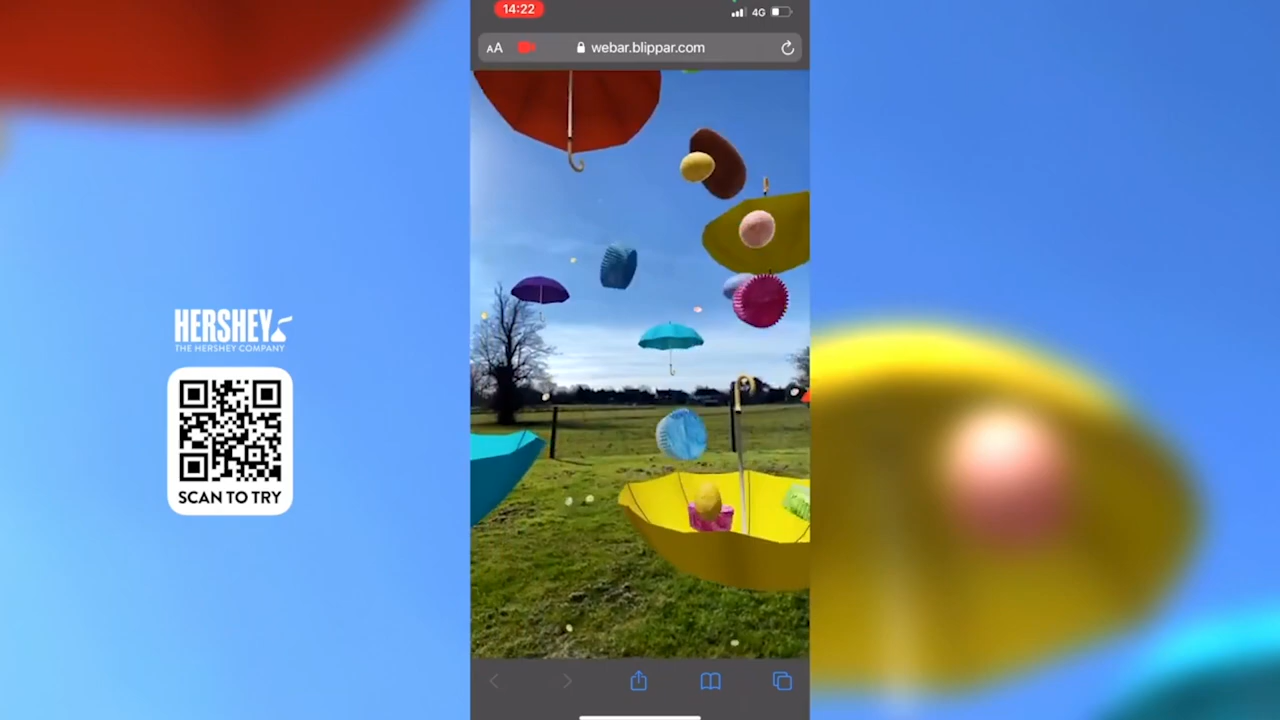 14:22
4G
AA
webar.blippar.com
HERSHEY
THE HERSHEY COMPANY
SCAN TO TRY